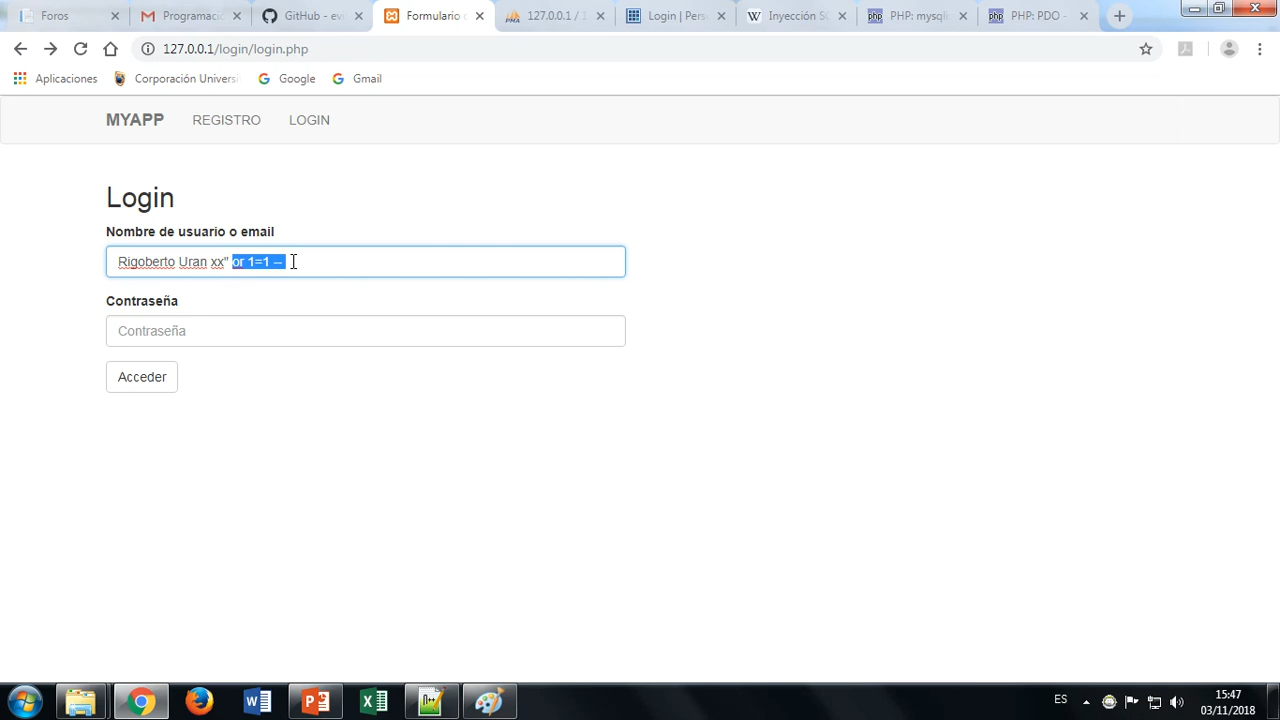 Foros Programació GitHub - evi Formulario 127.0.0.1 / 1 Login | Pers Inyección SQ PHP: mysql PHP: PDO -
127.0.0.1/login/login.php
Aplicaciones Corporación Univers Google Gmail
MYAPP REGISTRO LOGIN
Login
Nombre de usuario o email
Rigoberto Uran xx" or 1=1 --
Contraseña
Contraseña
Acceder
ES 15:47
03/11/2018